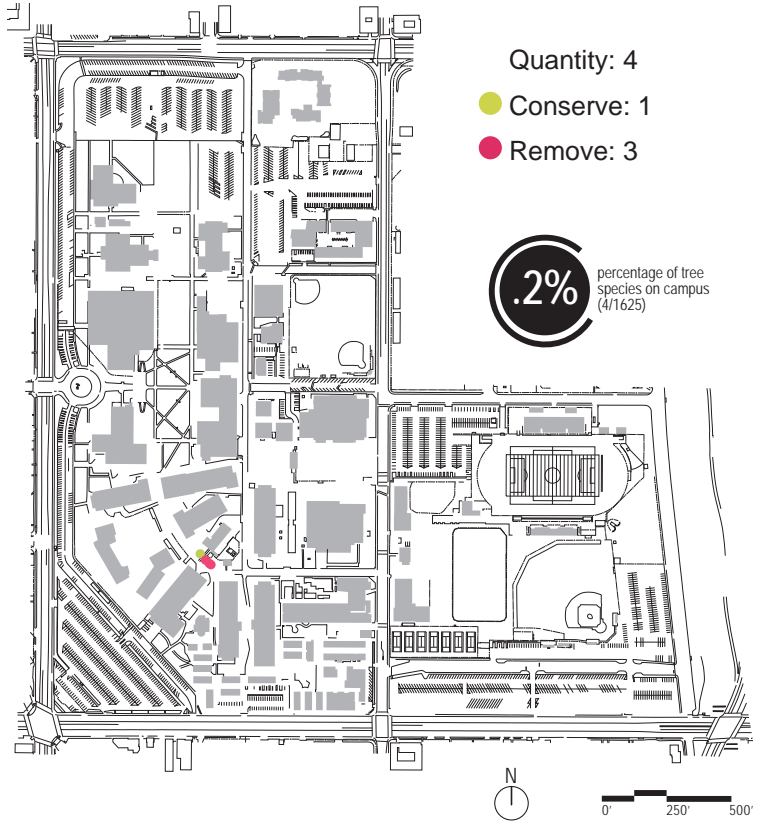 Quantity: 4
Conserve: 1
Remove: 3
.2%
percentage of tree
species on campus
(4/1625)
N
0' 250' 500'